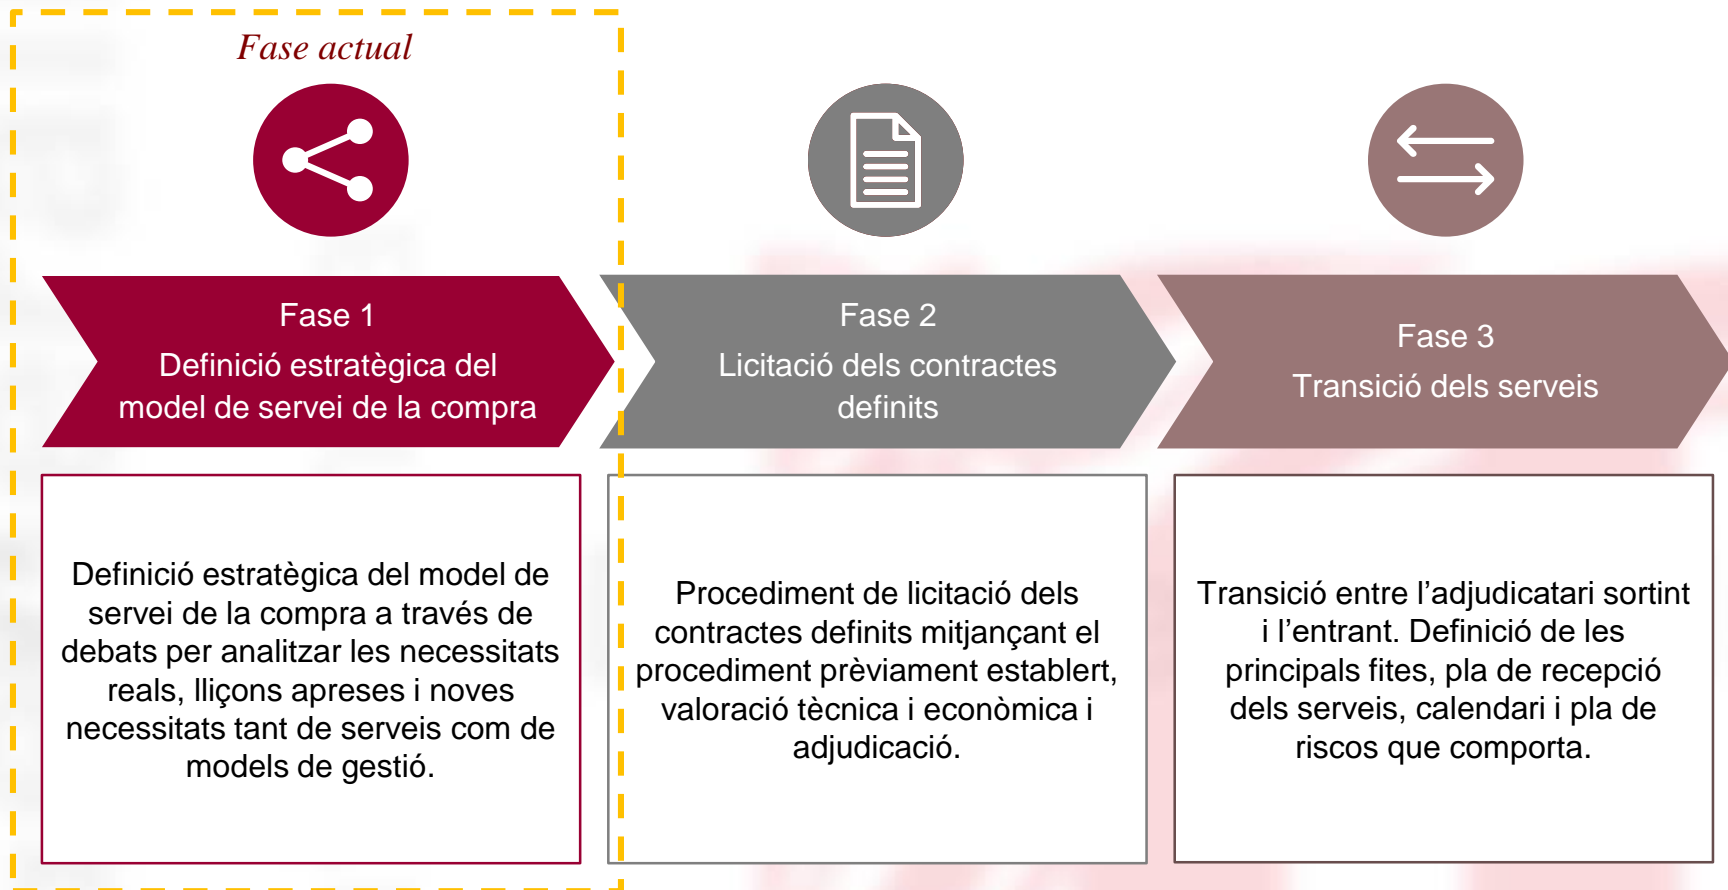 Fase actual
Fase 1
Definició estratègica del
model de servei de la compra
Fase 2
Licitació dels contractes
definits
Fase 3
Transició dels serveis
Definició estratègica del model de
servei de la compra a través de
debats per analitzar les necessitats
reals, lliçons apreses i noves
necessitats tant de serveis com de
models de gestió.
Procediment de licitació dels
contractes definits mitjançant el
procediment prèviament establert,
valoració tècnica i econòmica i
adjudicació.
Transició entre l’adjudicatari sortint
i l’entrant. Definició de les
principals fites, pla de recepció
dels serveis, calendari i pla de
riscos que comporta.